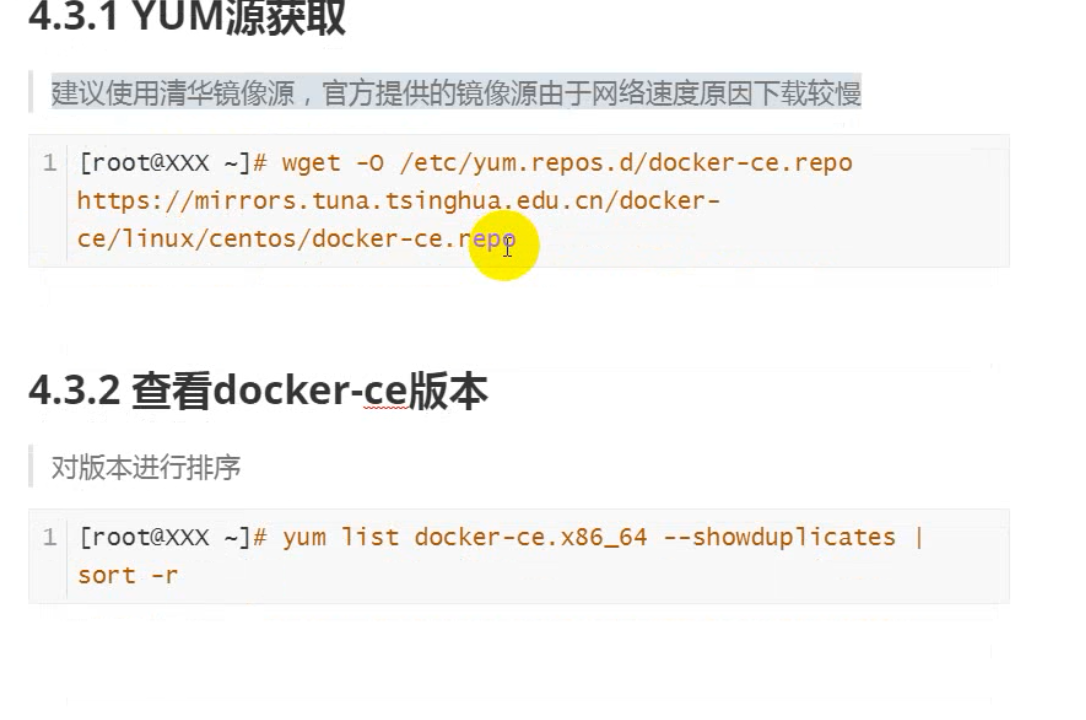 4.3.1 YUM源获取
建议使用清华镜像源，官方提供的镜像源由于网络速度原因下载较慢
1 [root@XXX ~]# wget -O /etc/yum.repos.d/docker-ce.repo
https://mirrors.tuna.tsinghua.edu.cn/docker-
ce/linux/centos/docker-ce.repo
4.3.2 查看docker-ce版本
对版本进行排序
1 [root@XXX ~]# yum list docker-ce.x86_64 --showduplicates |
sort -r